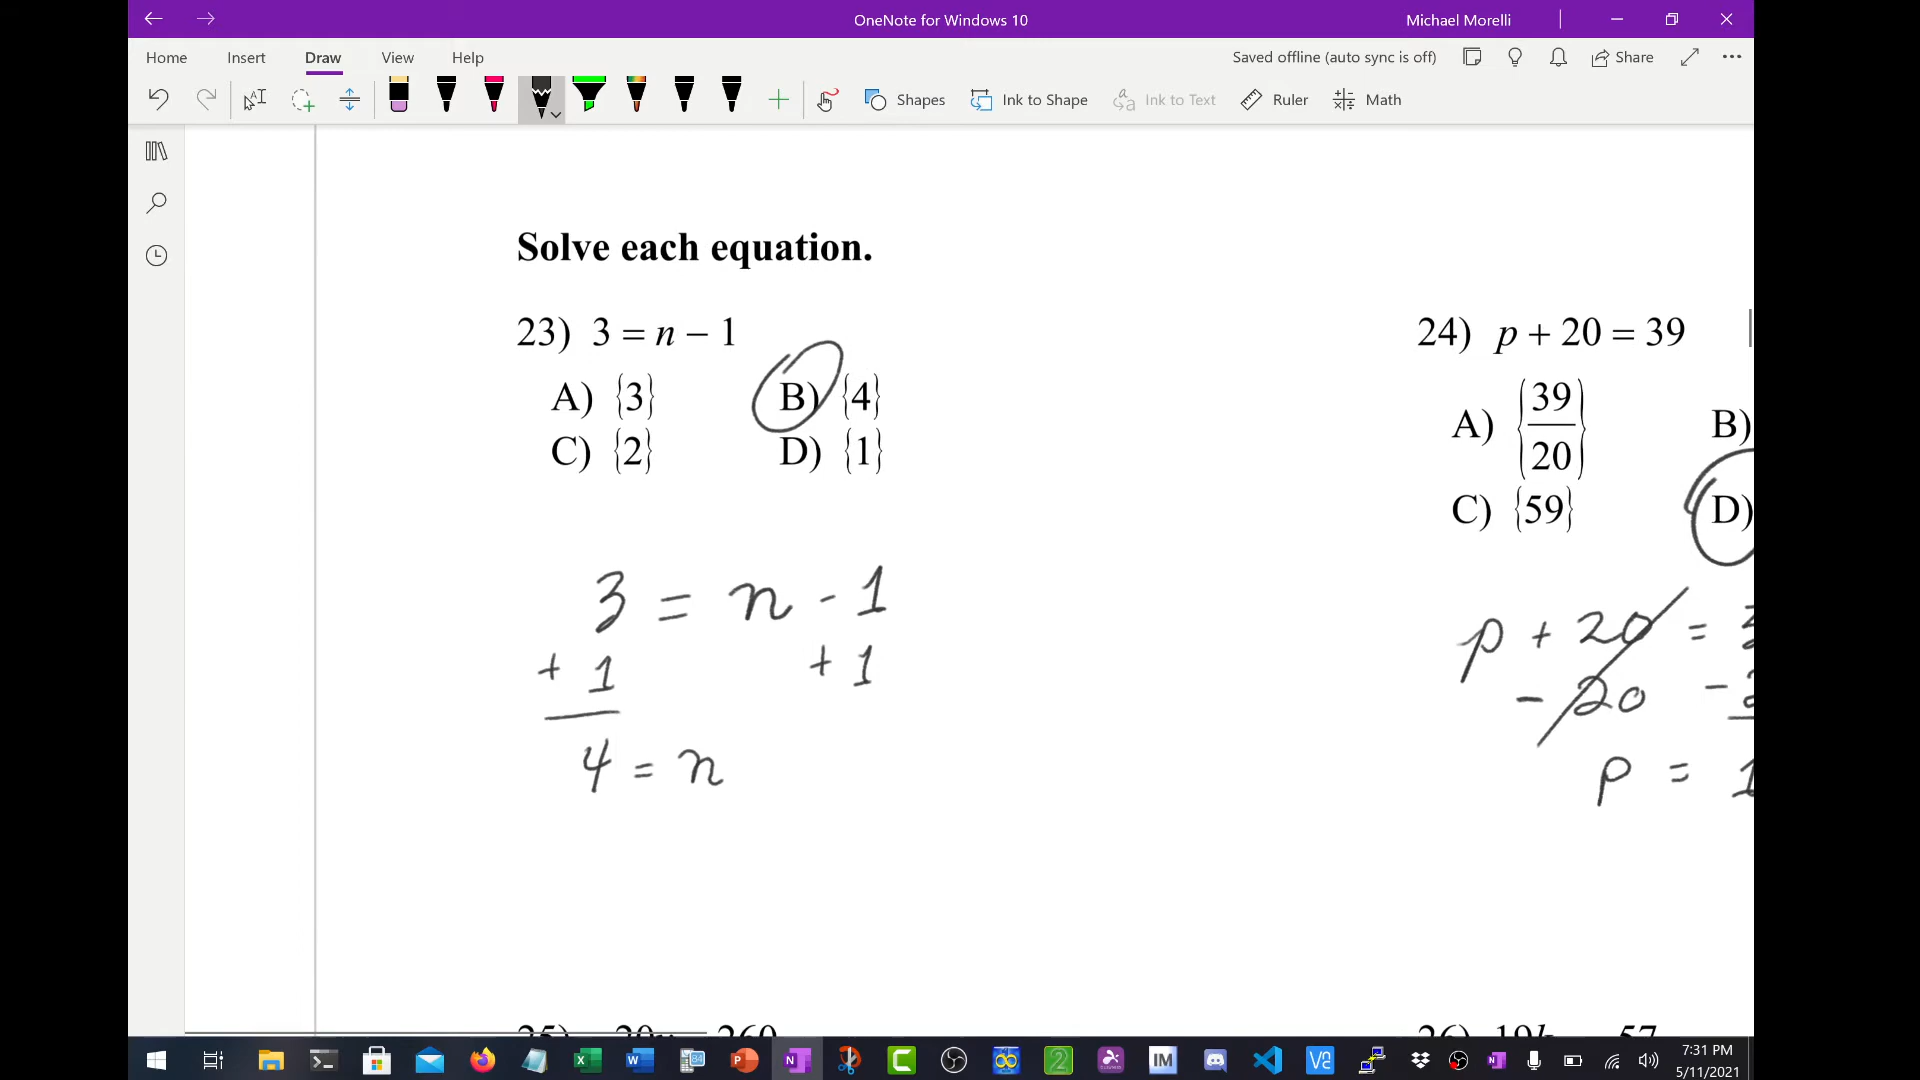 OneNote for Windows 10
Michael Morelli
Home Insert Draw View Help
Saved offline (auto sync is off) Share
Shapes Ink to Shape Ink to Text Ruler Math
Solve each equation.
23) 3 = n − 1
A) {3} B) {4}
C) {2} D) {1}
3 = n - 1
+ 1 + 1
4 = n
24) p + 20 = 39
A) {39/20} B)
C) {59} D)
p + 20 =
- 20 -
p = 1
7:31 PM
5/11/2021